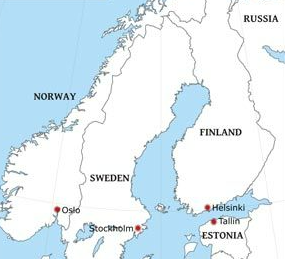 RUSSIA
NORWAY
FINLAND
SWEDEN
Helsinki
Oslo
Tallin
Stockholm
ESTONIA